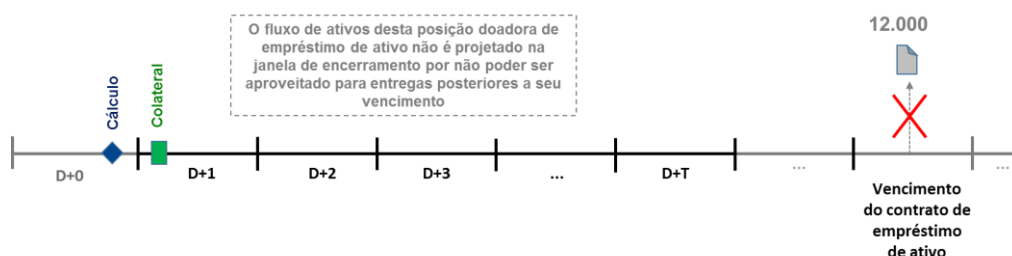 O fluxo de ativos desta posição doadora de
empréstimo de ativo não é projetado na
janela de encerramento por não poder ser
aproveitado para entregas posteriores a seu
vencimento
12.000
Cálculo
Colateral
D+0
D+1
D+2
D+3
...
D+T
...
Vencimento
do contrato de
empréstimo
de ativo
...